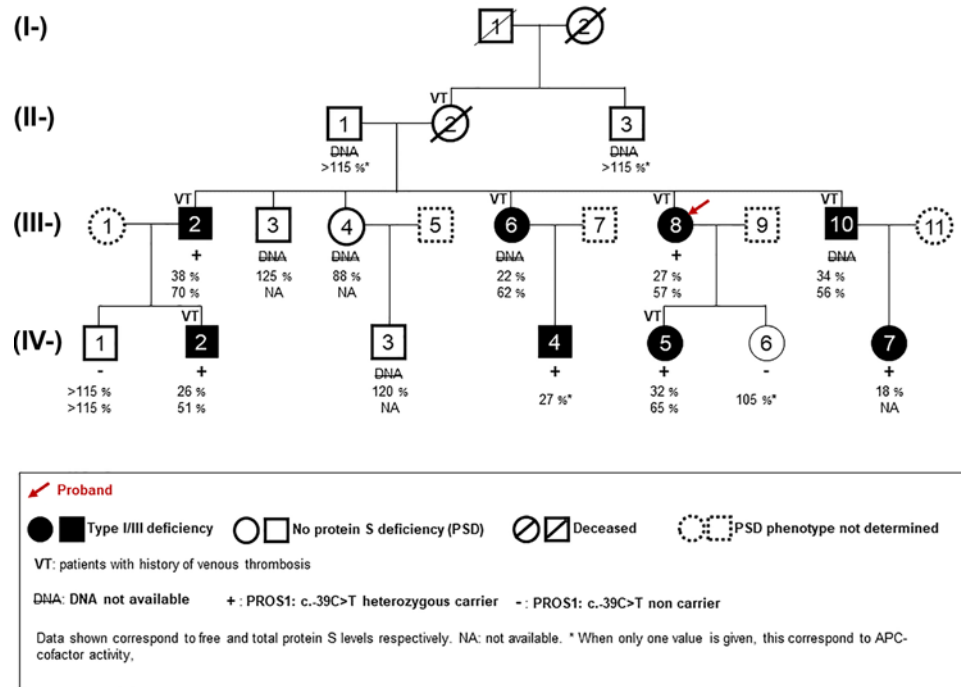 (I-)
1 2
(II-)
VT
1 2 3
DNA DNA
>115 %* >115 %*
(III-)
VT VT VT VT
1 2 3 4 5 6 7 8 9 10 11
+ DNA DNA DNA + DNA
38 % 125 % 88 % 22 % 27 % 34 %
70 % NA NA 62 % 57 % 56 %
(IV-)
VT VT
1 2 3 4 5 6 7
- + DNA + + - +
>115 % 26 % 120 % 27 %* 32 % 105 %* 18 %
>115 % 51 % NA 65 % NA
Proband
Type I/III deficiency No protein S deficiency (PSD) Deceased PSD phenotype not determined
VT: patients with history of venous thrombosis
DNA: DNA not available + : PROS1: c.-39C>T heterozygous carrier - : PROS1: c.-39C>T non carrier
Data shown correspond to free and total protein S levels respectively. NA: not available. * When only one value is given, this correspond to APC-
cofactor activity,